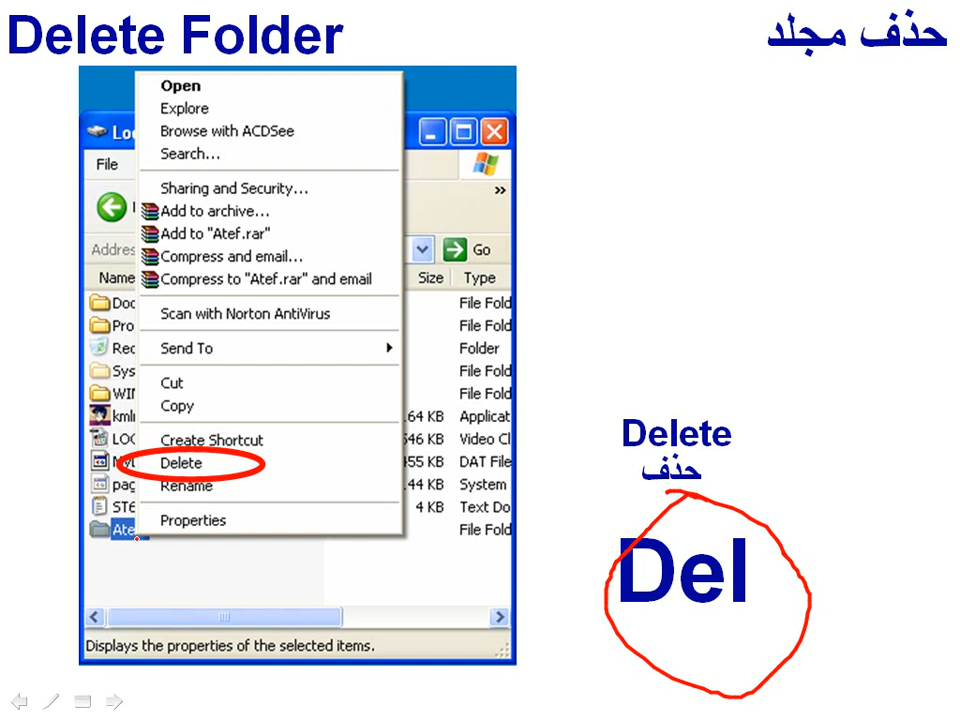 Delete Folder
حذف مجلد
Open
Explore
Browse with ACDSee
Search...
Sharing and Security...
Add to archive...
Add to "Atef.rar"
Compress and email...
Compress to "Atef.rar" and email
Scan with Norton AntiVirus
Send To
Cut
Copy
Create Shortcut
Delete
Rename
Properties
File
»
Go
Name Size Type
File Fold
File Fold
Folder
File Fold
File Fold
KB Applicat
KB Video Cl
KB DAT File
KB System
4 KB Text Do
File Fold
Displays the properties of the selected items.
Delete
حذف
Del